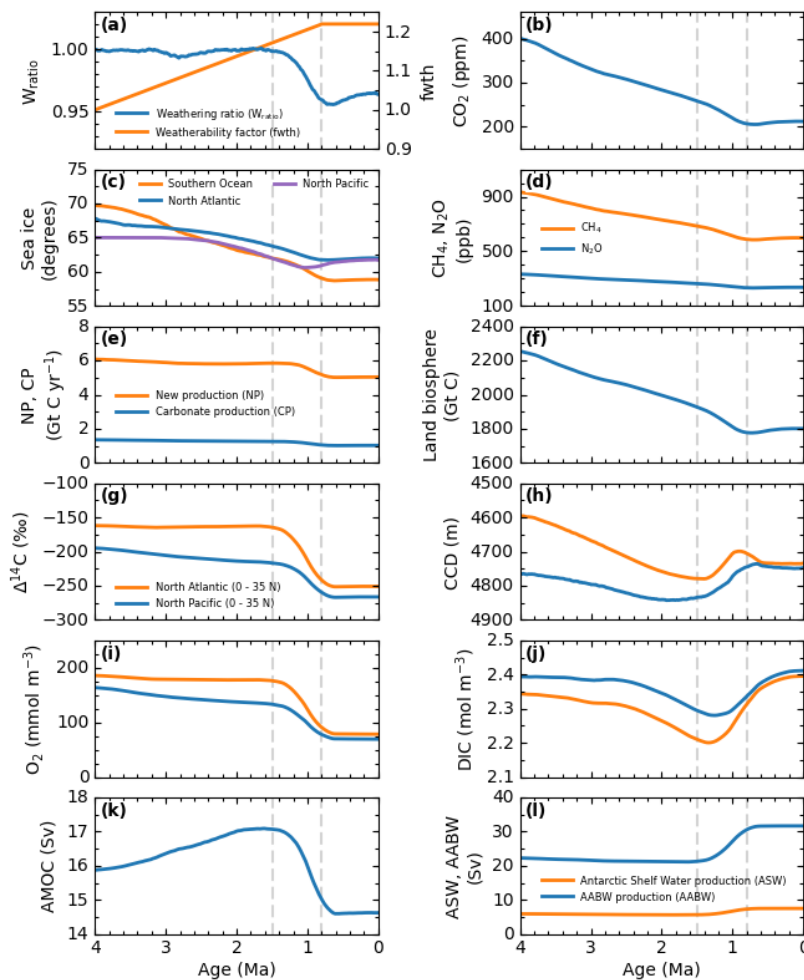 (a)
1.00
0.95
W_ratio
1.2
1.1
1.0
0.9
fwth
Weathering ratio (W_ratio)
Weatherability factor (fwth)
(b)
400
300
200
CO₂ (ppm)
(c)
75
70
65
60
55
Sea ice
(degrees)
Southern Ocean
North Pacific
North Atlantic
(d)
900
500
100
CH₄, N₂O
(ppb)
CH₄
N₂O
(e)
8
6
4
2
0
NP, CP
(Gt C yr⁻¹)
New production (NP)
Carbonate production (CP)
(f)
2400
2200
2000
1800
1600
Land biosphere
(Gt C)
(g)
−100
−150
−200
−250
−300
Δ¹⁴C (‰)
North Atlantic (0 - 35 N)
North Pacific (0 - 35 N)
(h)
4500
4600
4700
4800
4900
CCD (m)
(i)
200
100
0
O₂ (mmol m⁻³)
(j)
2.5
2.4
2.3
2.2
2.1
DIC (mol m⁻³)
(k)
18
17
16
15
14
AMOC (Sv)
4 3 2 1 0
Age (Ma)
(l)
40
30
20
10
0
ASW, AABW
(Sv)
Antarctic Shelf Water production (ASW)
AABW production (AABW)
4 3 2 1 0
Age (Ma)